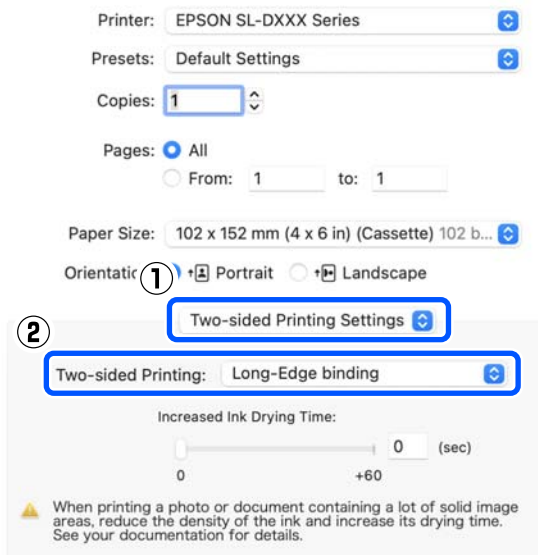 Printer: EPSON SL-DXXX Series
Presets: Default Settings
Copies: 1
Pages: All
From: 1 to: 1
Paper Size: 102 x 152 mm (4 x 6 in) (Cassette) 102 b...
Orientatic Portrait Landscape
1
Two-sided Printing Settings
2
Two-sided Printing: Long-Edge binding
Increased Ink Drying Time:
0 (sec)
0 +60
When printing a photo or document containing a lot of solid image
areas, reduce the density of the ink and increase its drying time.
See your documentation for details.